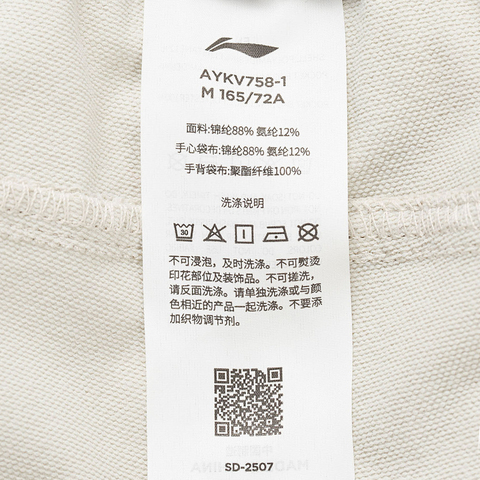 AYKV758-1
M 165/72A
面料:锦纶88% 氨纶12%
手心袋布:锦纶88% 氨纶12%
手背袋布:聚酯纤维100%
洗涤说明
30
不可浸泡，及时洗涤。不可熨烫
印花部位及装饰品。不可搓洗，
请反面洗涤。请单独洗涤或与颜
色相近的产品一起洗涤。不要添
加织物调节剂。
SD-2507